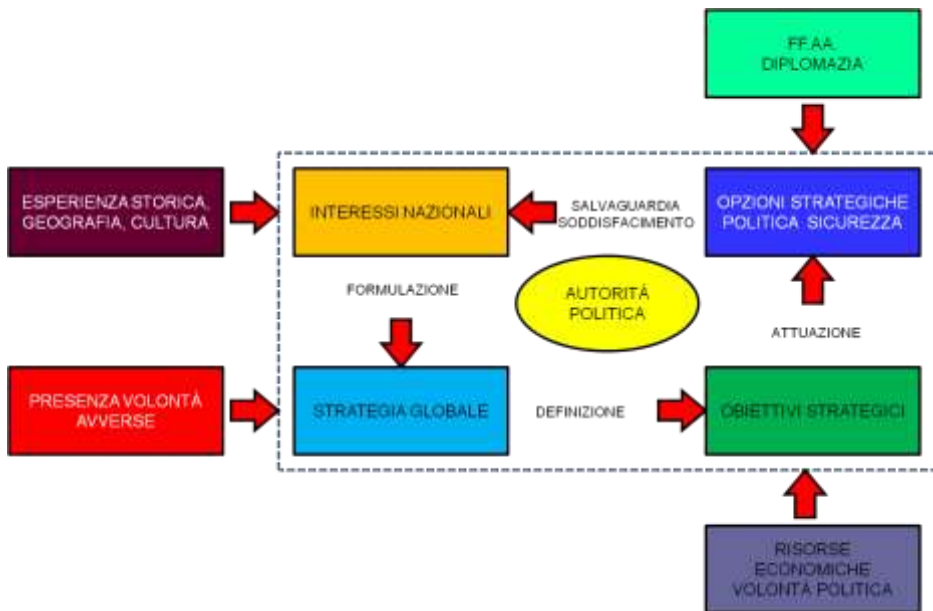 FF.AA.
DIPLOMAZIA
ESPERIENZA STORICA,
GEOGRAFIA, CULTURA
INTERESSI NAZIONALI
SALVAGUARDIA
SODDISFACIMENTO
OPZIONI STRATEGICHE
POLITICA SICUREZZA
FORMULAZIONE
AUTORITÀ
POLITICA
ATTUAZIONE
PRESENZA VOLONTÀ
AVVERSE
STRATEGIA GLOBALE
DEFINIZIONE
OBIETTIVI STRATEGICI
RISORSE
ECONOMICHE
VOLONTÀ POLITICA